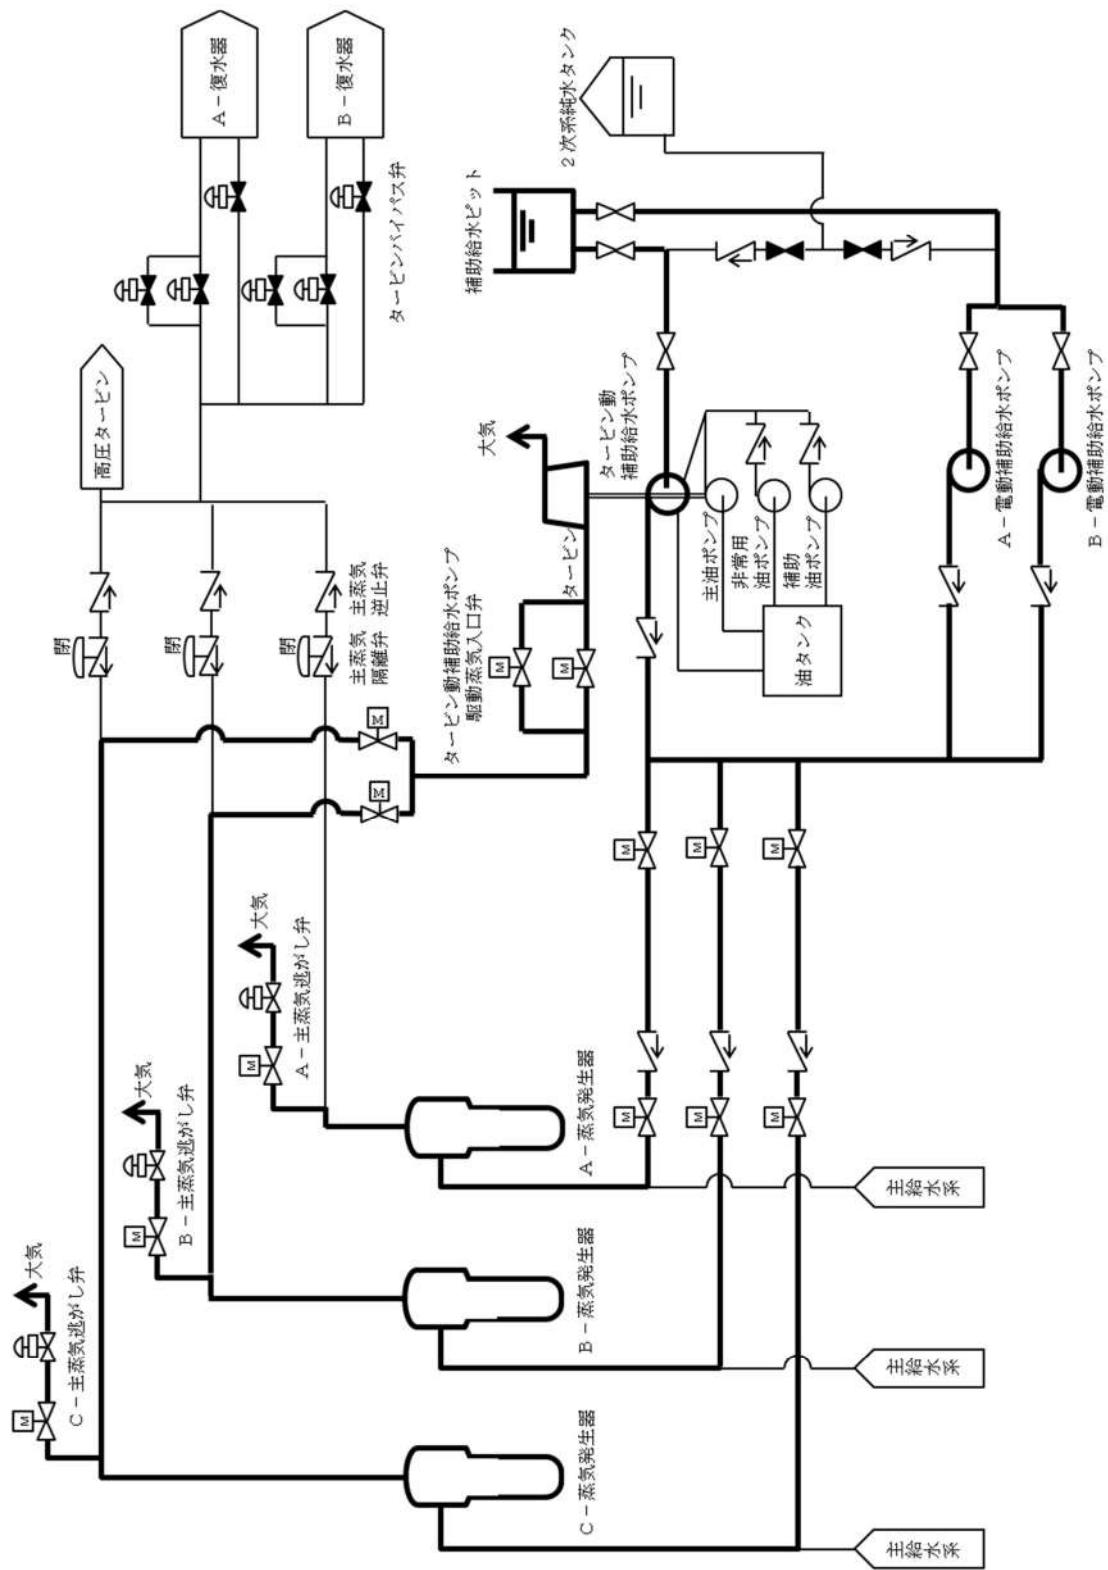 A－復水器
B－復水器
タービンバイパス弁
高圧タービン
2次系純水タンク
補助給水ピット
大気
タービン動
補助給水ポンプ
タービン
主油ポンプ
非常用
油ポンプ
補助
油ポンプ
油タンク
A－電動補助給水ポンプ
B－電動補助給水ポンプ
閉
閉
閉
主蒸気
逆止弁
主蒸気
隔離弁
タービン動補助給水ポンプ
駆動蒸気入口弁
M
M
M
M
M
M
M
大気
A－主蒸気逃がし弁
M
大気
B－主蒸気逃がし弁
M
大気
C－主蒸気逃がし弁
M
M
M
M
A－蒸気発生器
B－蒸気発生器
C－蒸気発生器
主給水系
主給水系
主給水系